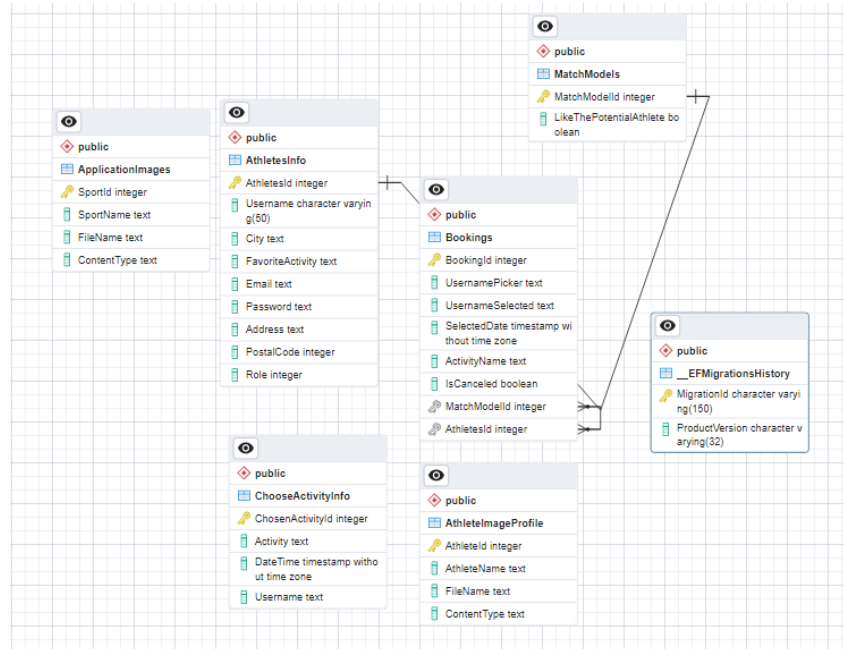 public
MatchModels
MatchModelId integer
LikeThePotentialAthlete bo
olean
public
ApplicationImages
SportId integer
SportName text
FileName text
ContentType text
public
AthletesInfo
AthletesId integer
Username character varyin
g(50)
City text
FavoriteActivity text
Email text
Password text
Address text
PostalCode integer
Role integer
public
Bookings
BookingId integer
UsernamePicker text
UsernameSelected text
SelectedDate timestamp wi
thout time zone
ActivityName text
IsCanceled boolean
MatchModelId integer
AthletesId integer
public
__EFMigrationsHistory
MigrationId character varyi
ng(150)
ProductVersion character v
arying(32)
public
ChooseActivityInfo
ChosenActivityId integer
Activity text
DateTime timestamp witho
ut time zone
Username text
public
AthleteImageProfile
AthleteId integer
AthleteName text
FileName text
ContentType text